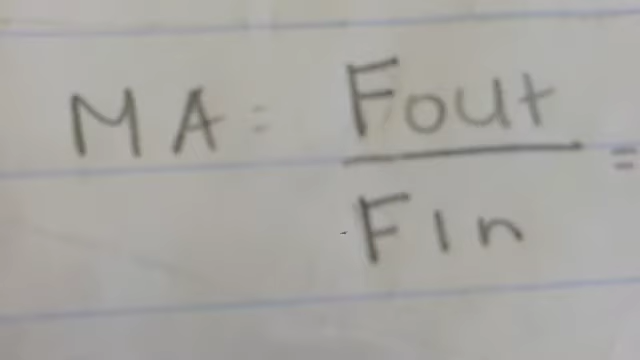 MA = Fout =
Fin